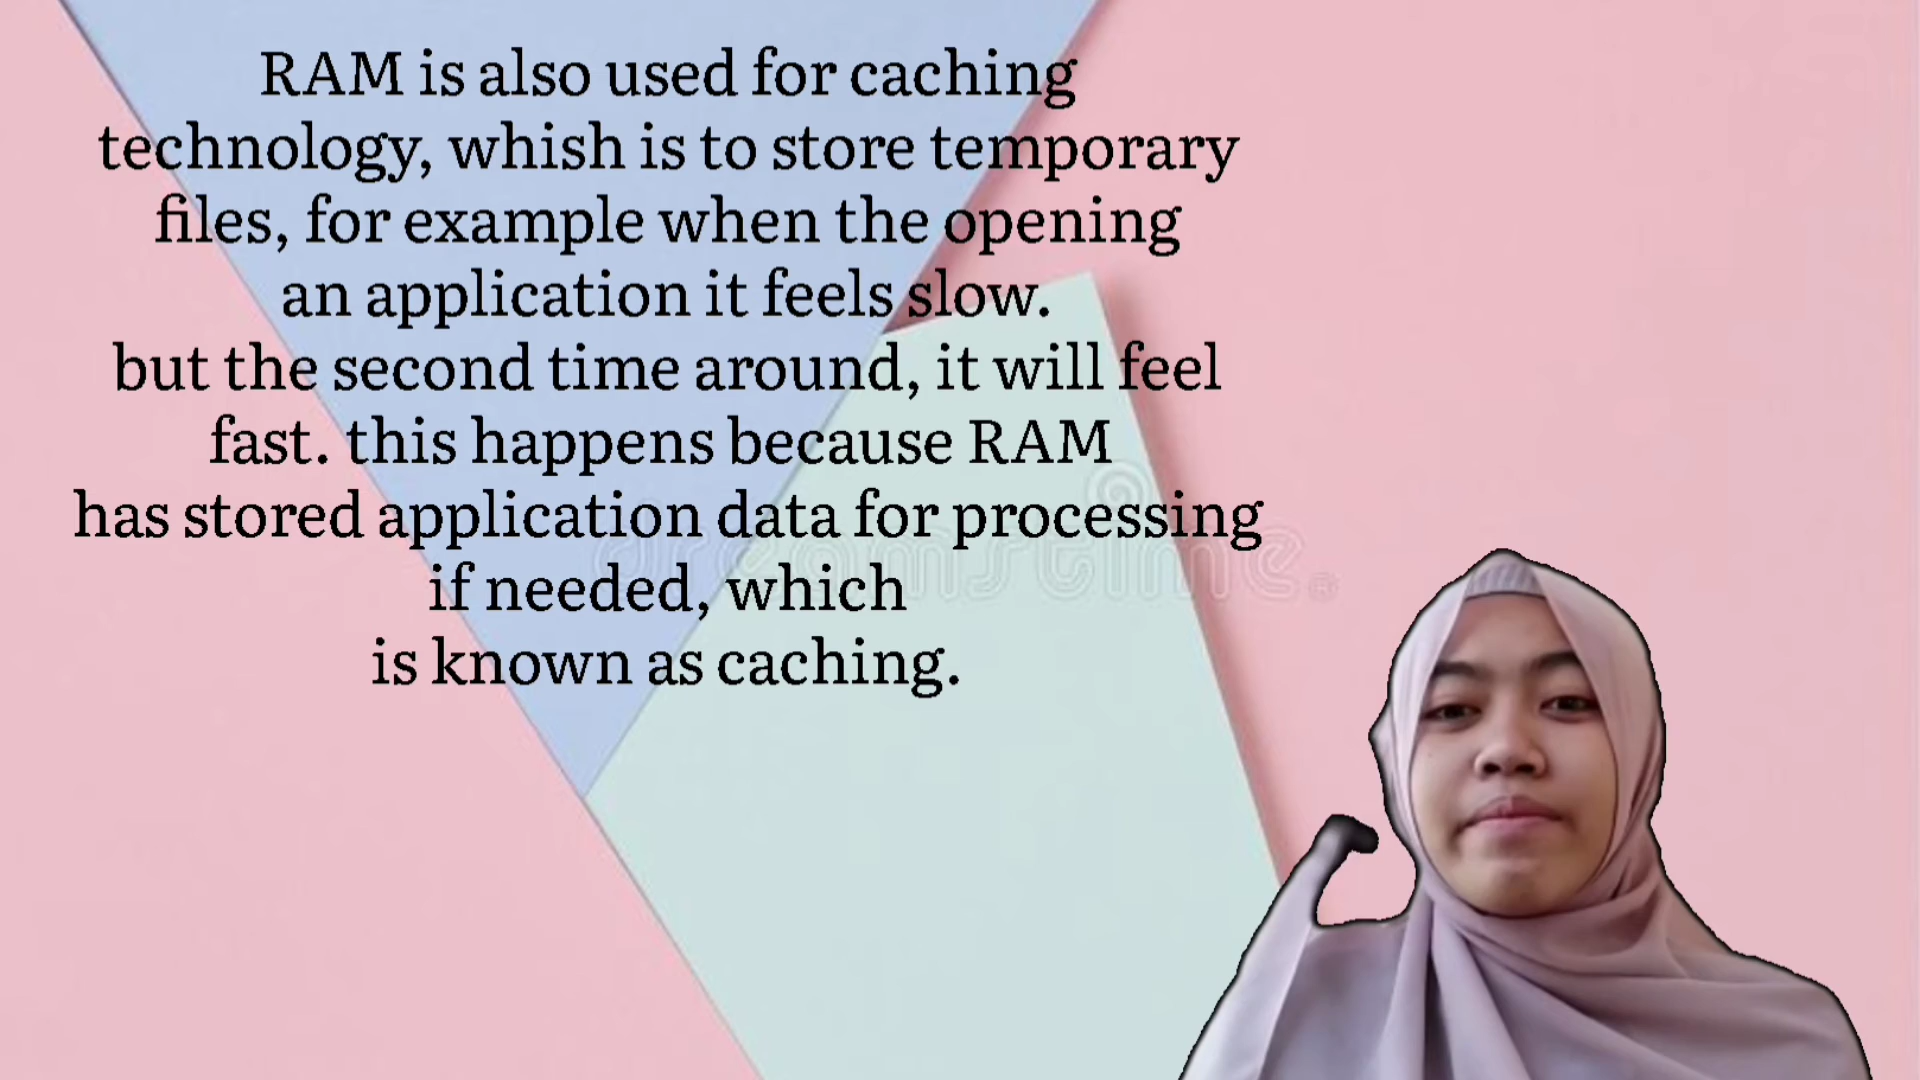 RAM is also used for caching
technology, whish is to store temporary
files, for example when the opening
an application it feels slow.
but the second time around, it will feel
fast. this happens because RAM
has stored application data for processing
if needed, which
is known as caching.
dreamstime.